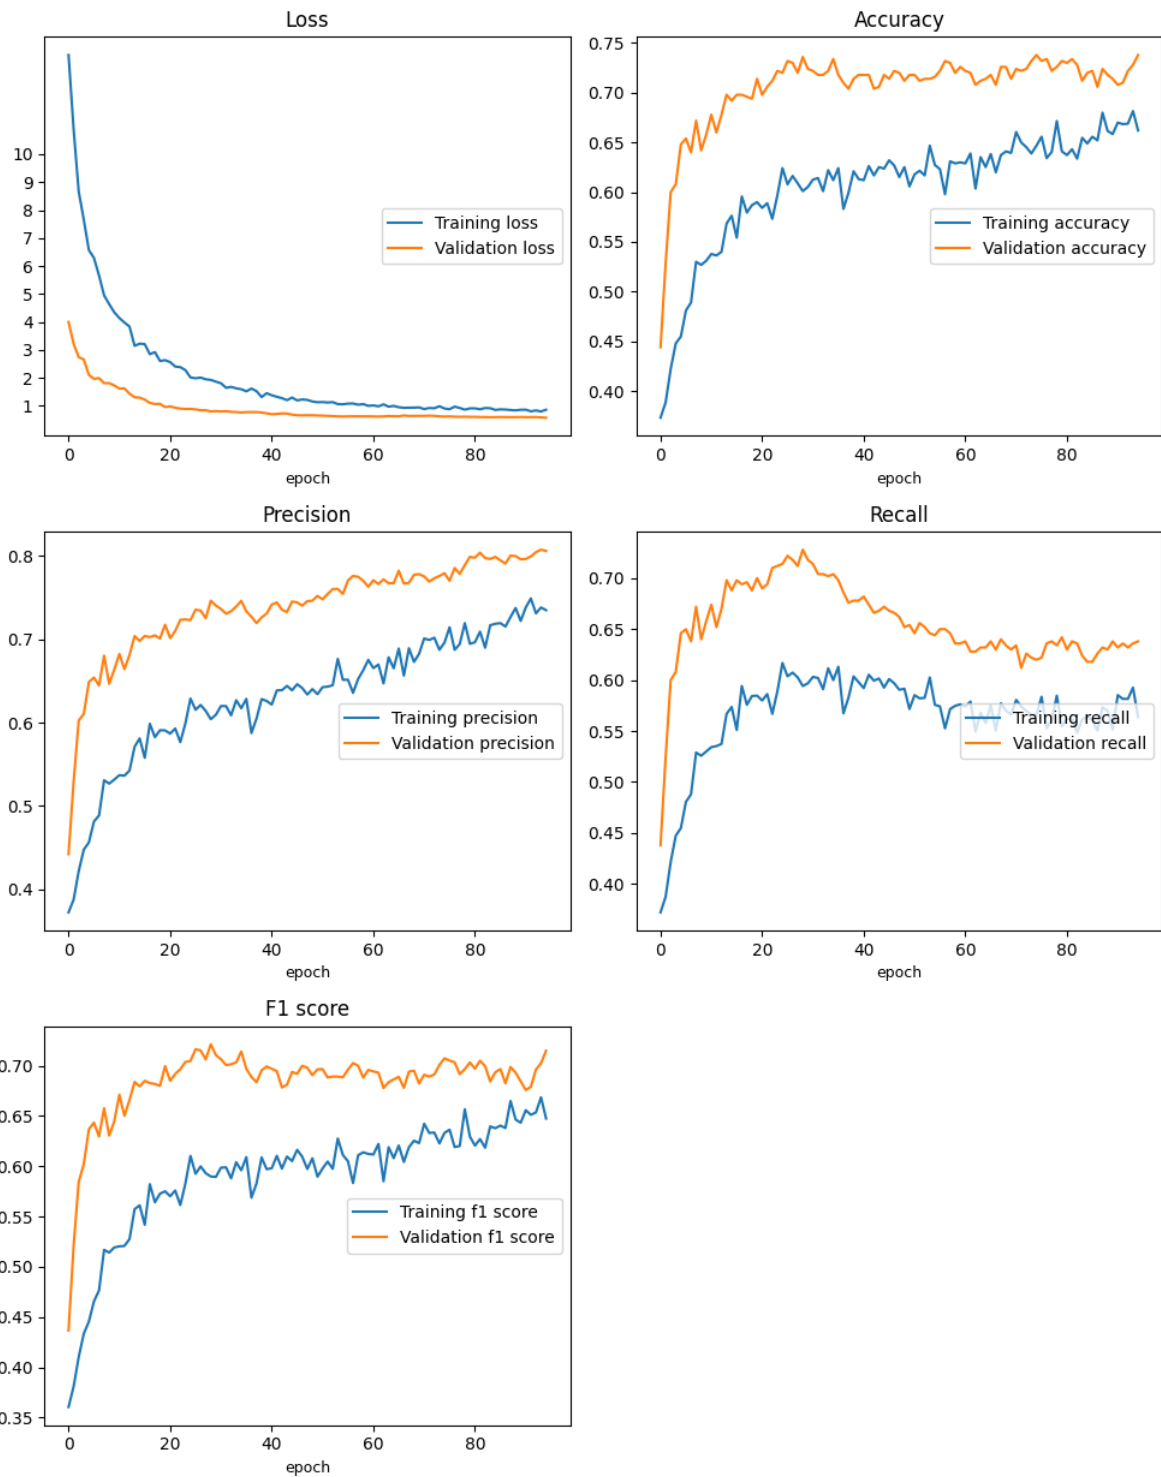 Loss
10
9
8
7
6
5
4
3
2
1
Training loss
Validation loss
0 20 40 60 80
epoch
Accuracy
0.75
0.70
0.65
0.60
0.55
0.50
0.45
0.40
Training accuracy
Validation accuracy
0 20 40 60 80
epoch
Precision
0.8
0.7
0.6
0.5
0.4
Training precision
Validation precision
0 20 40 60 80
epoch
Recall
0.70
0.65
0.60
0.55
0.50
0.45
0.40
Training recall
Validation recall
0 20 40 60 80
epoch
F1 score
0.70
0.65
0.60
0.55
0.50
0.45
0.40
0.35
Training f1 score
Validation f1 score
0 20 40 60 80
epoch